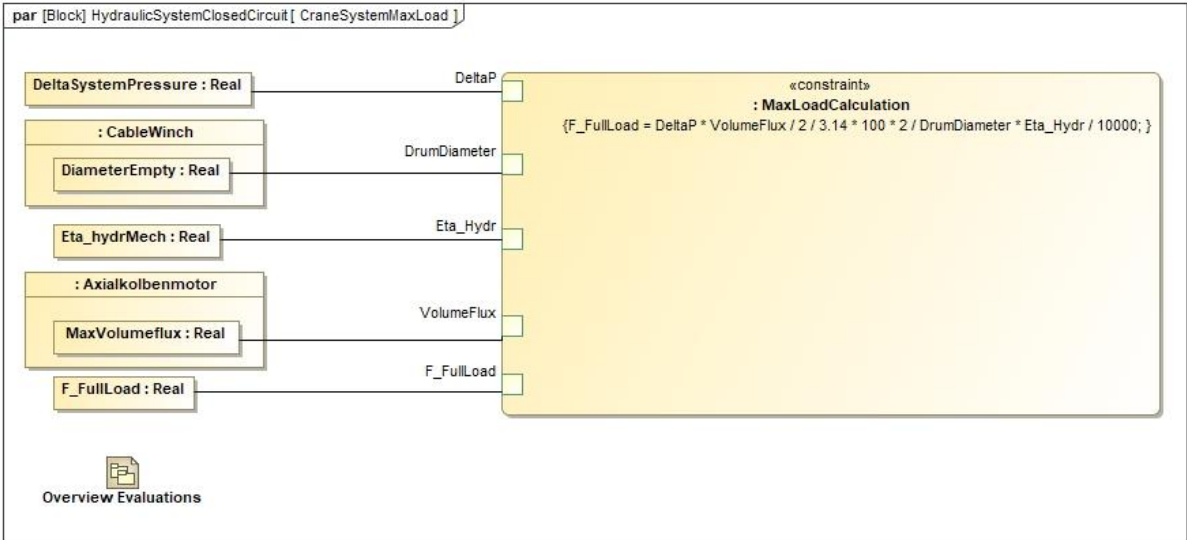 par [Block] HydraulicSystemClosedCircuit [ CraneSystemMaxLoad ]
DeltaSystemPressure : Real
DeltaP
«constraint»
: MaxLoadCalculation
{F_FullLoad = DeltaP * VolumeFlux / 2 / 3.14 * 100 * 2 / DrumDiameter * Eta_Hydr / 10000; }
: CableWinch
DiameterEmpty : Real
DrumDiameter
Eta_hydrMech : Real
Eta_Hydr
: Axialkolbenmotor
MaxVolumeflux : Real
VolumeFlux
F_FullLoad : Real
F_FullLoad
Overview Evaluations